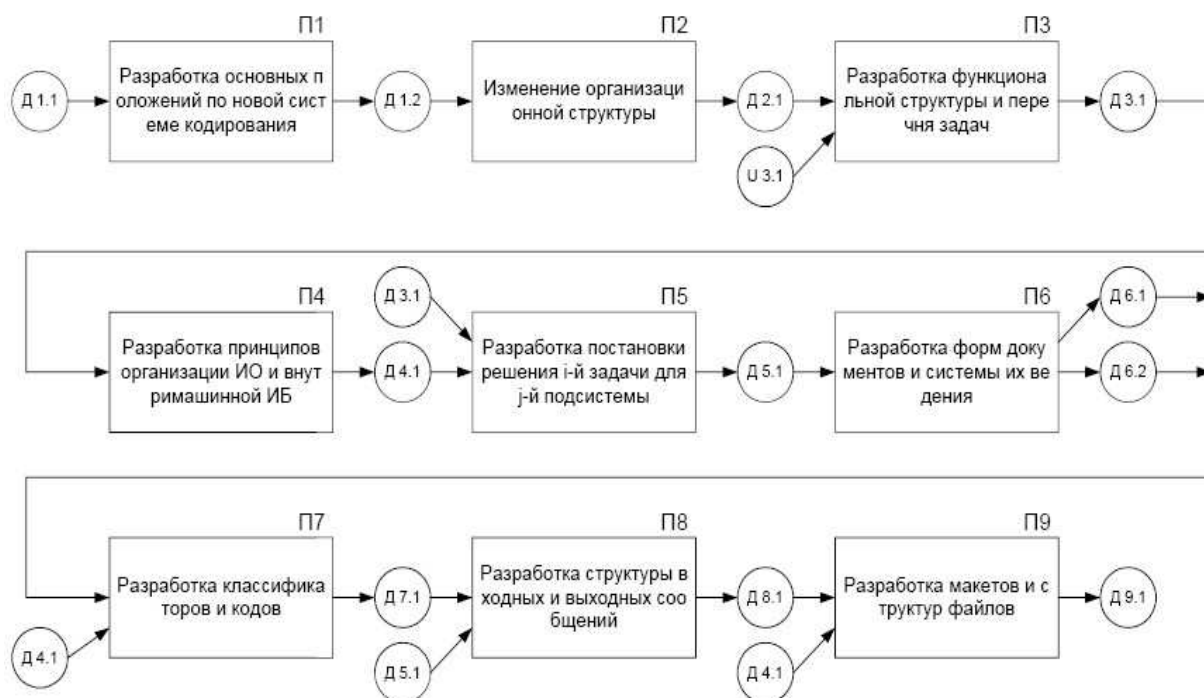 П1
П2
П3
Д 1.1
Разработка основных п
оложений по новой сист
еме кодирования
Д 1.2
Изменение организаци
онной структуры
Д 2.1
U 3.1
Разработка функциона
льной структуры и пере
чня задач
Д 3.1
П4
П5
П6
Разработка принципов
организации ИО и внут
римашинной ИБ
Д 3.1
Д 4.1
Разработка постановки
решения i-й задачи для
j-й подсистемы
Д 5.1
Разработка форм доку
ментов и системы их ве
дения
Д 6.1
Д 6.2
П7
П8
П9
Д 4.1
Разработка классифика
торов и кодов
Д 7.1
Д 5.1
Разработка структуры в
ходных и выходных соо
бщений
Д 8.1
Д 4.1
Разработка макетов и с
труктур файлов
Д 9.1